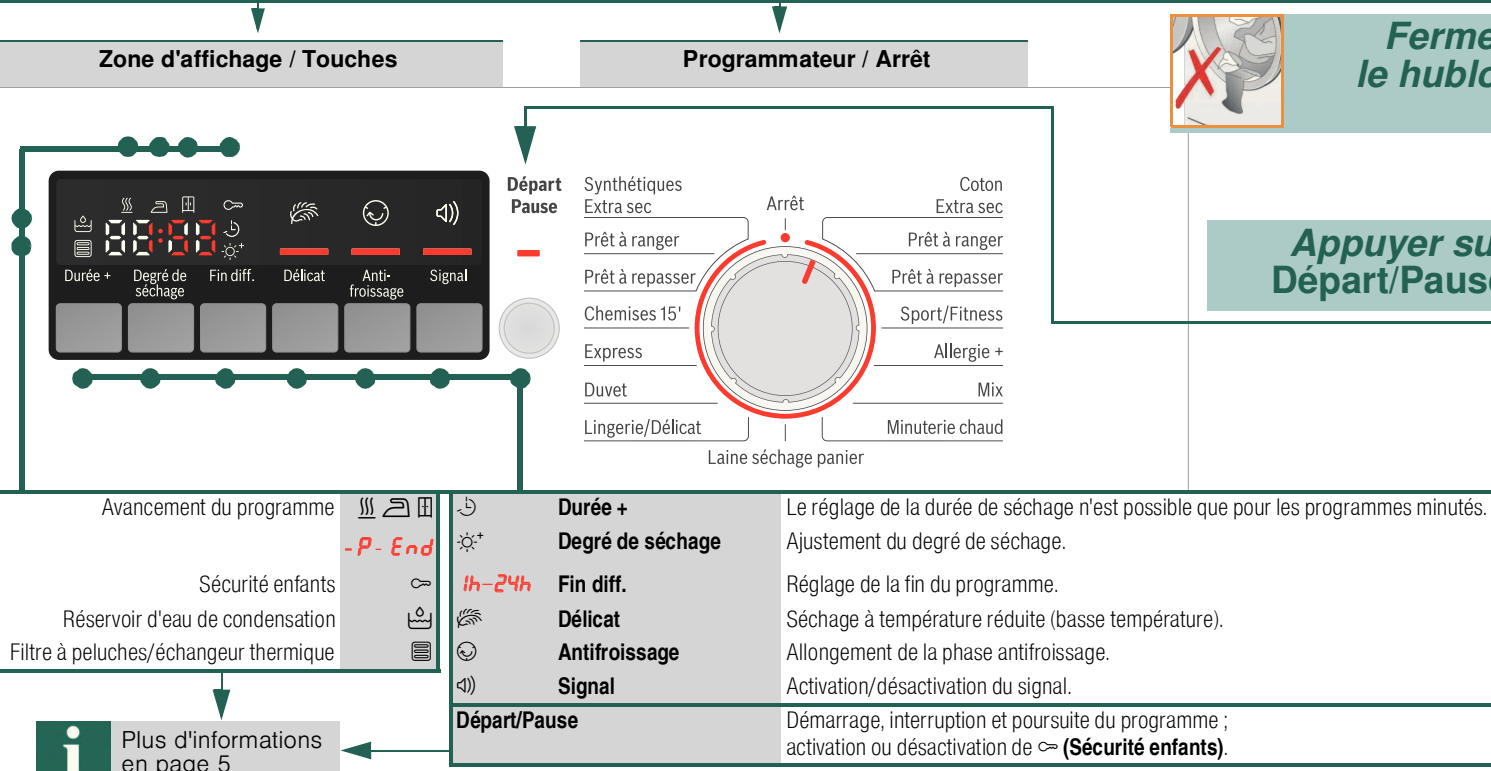 Zone d'affichage / Touches
Programmateur / Arrêt
Ferme
le hublo
Appuyer su
Départ/Pause
88:88
Durée +
Degré de séchage
Fin diff.
Délicat
Anti-froissage
Signal
Départ
Pause
Arrêt
Synthétiques
Extra sec
Prêt à ranger
Prêt à repasser
Chemises 15'
Express
Duvet
Lingerie/Délicat
Coton
Extra sec
Prêt à ranger
Prêt à repasser
Sport/Fitness
Allergie +
Mix
Minuterie chaud
Laine séchage panier
Avancement du programme
-P- End
Sécurité enfants
Réservoir d'eau de condensation
Filtre à peluches/échangeur thermique
Durée + Le réglage de la durée de séchage n'est possible que pour les programmes minutés.
Degré de séchage Ajustement du degré de séchage.
1h-24h Fin diff. Réglage de la fin du programme.
Délicat Séchage à température réduite (basse température).
Antifroissage Allongement de la phase antifroissage.
Signal Activation/désactivation du signal.
Départ/Pause Démarrage, interruption et poursuite du programme ;
activation ou désactivation de (Sécurité enfants).
i
Plus d'informations
en page 5